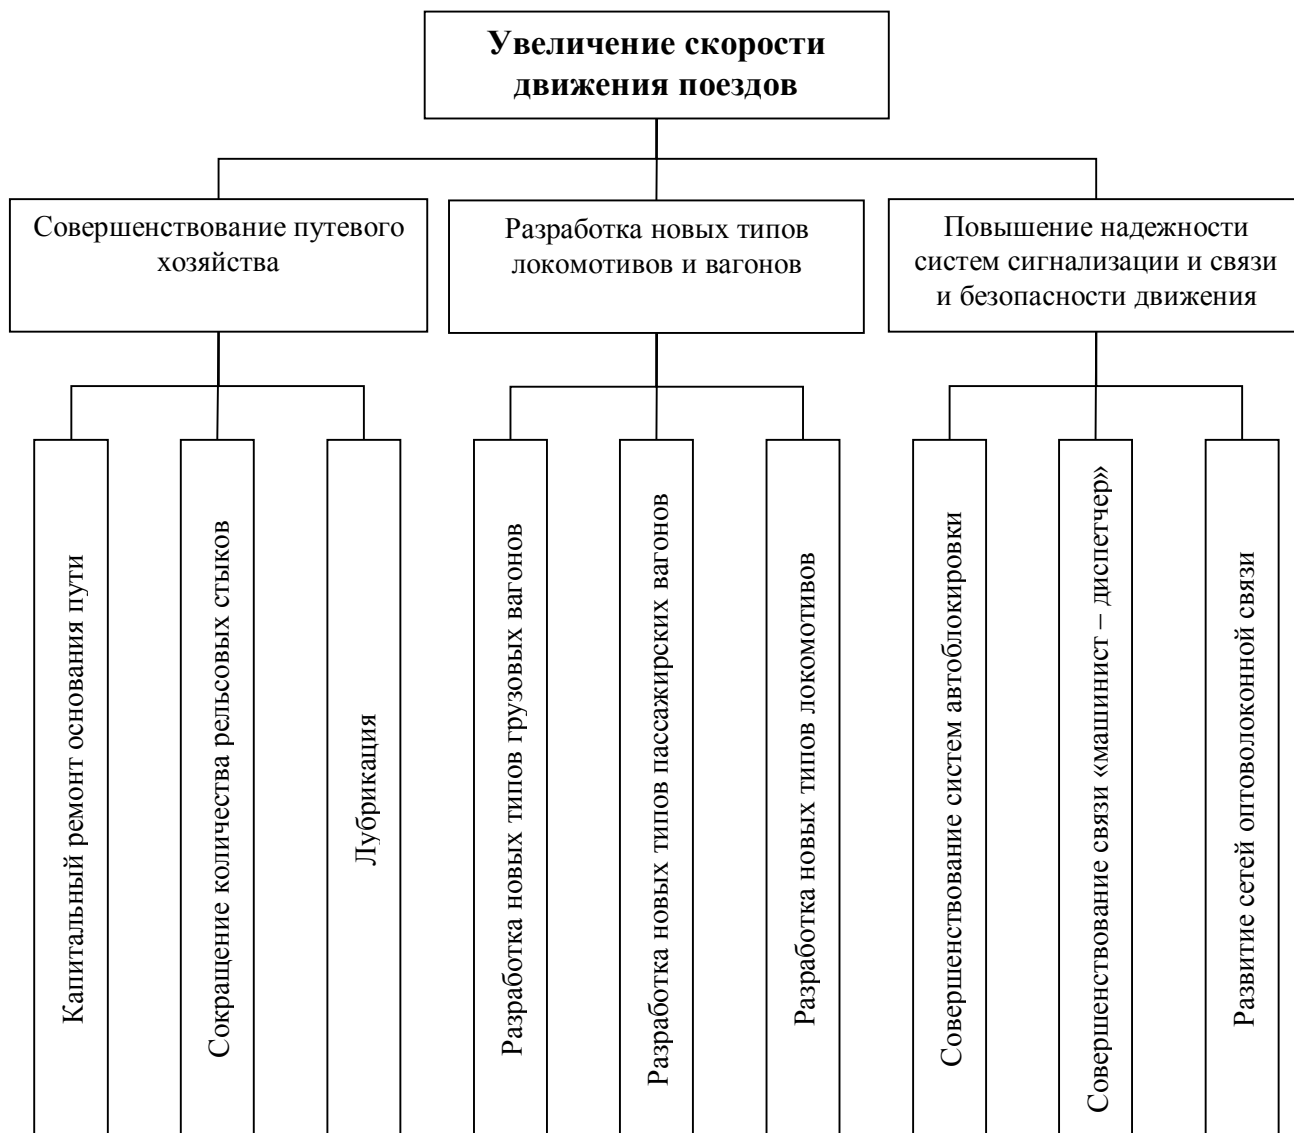 Увеличение скорости
движения поездов
Совершенствование путевого
хозяйства
Разработка новых типов
локомотивов и вагонов
Повышение надежности
систем сигнализации и связи
и безопасности движения
Капитальный ремонт основания пути
Сокращение количества рельсовых стыков
Лубрикация
Разработка новых типов грузовых вагонов
Разработка новых типов пассажирских вагонов
Разработка новых типов локомотивов
Совершенствование систем автоблокировки
Совершенствование связи «машинист – диспетчер»
Развитие сетей оптоволоконной связи